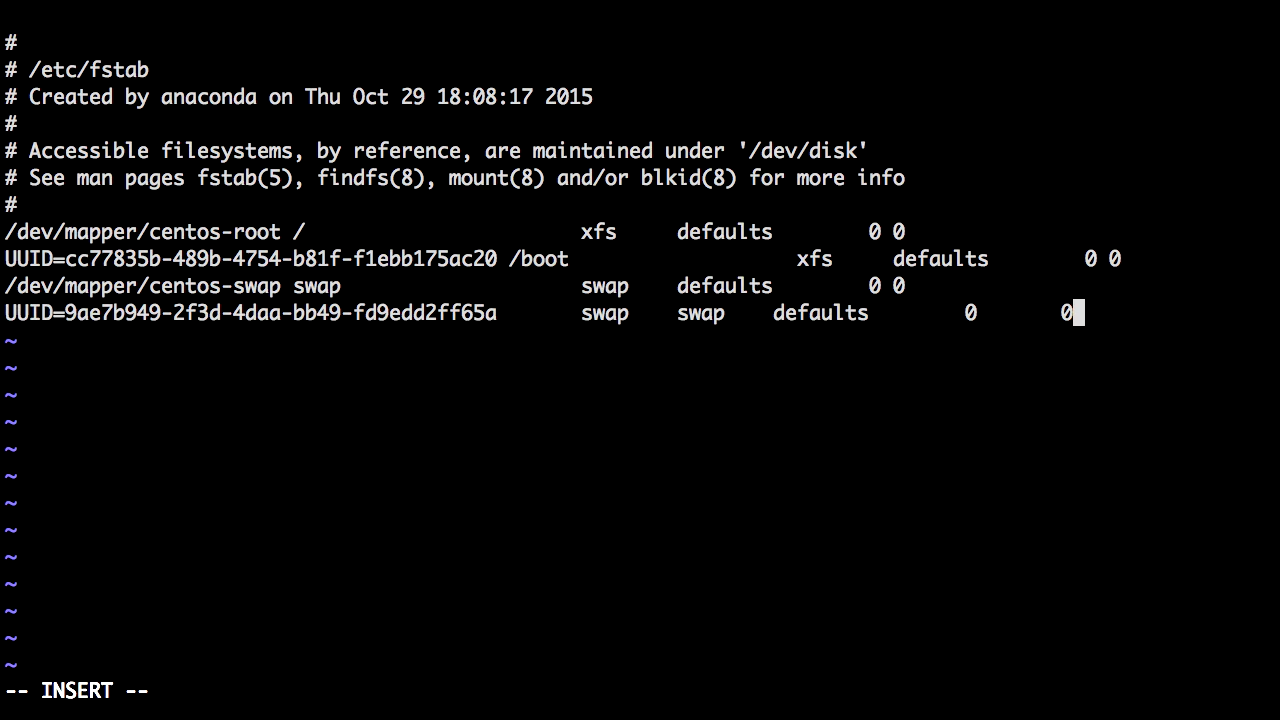 #
# /etc/fstab
# Created by anaconda on Thu Oct 29 18:08:17 2015
#
# Accessible filesystems, by reference, are maintained under '/dev/disk'
# See man pages fstab(5), findfs(8), mount(8) and/or blkid(8) for more info
#
/dev/mapper/centos-root /                       xfs     defaults        0 0
UUID=cc77835b-489b-4754-b81f-f1ebb175ac20 /boot                   xfs     defaults        0 0
/dev/mapper/centos-swap swap                    swap    defaults        0 0
UUID=9ae7b949-2f3d-4daa-bb49-fd9edd2ff65a       swap    swap    defaults        0       0
~
~
~
~
~
~
~
~
~
~
~
~
~
-- INSERT --